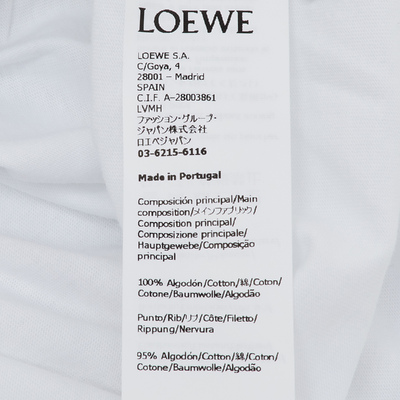 LOEWE
LOEWE S.A.
C/Goya, 4
28001 – Madrid
SPAIN
C.I.F. A–28003861
LVMH
ファッション・グループ・
ジャパン株式会社
ロエベジャパン
03-6215-6116
Made in Portugal
Composición principal/Main
composition/メインファブリック/
Composition principal/
Composizione principale/
Hauptgewebe/Composição
principal
100% Algodón/Cotton/綿/Coton/
Cotone/Baumwolle/Algodão
Punto/Rib/リブ/Côte/Filetto/
Rippung/Nervura
95% Algodón/Cotton/綿/Coton/
Cotone/Baumwolle/Algodão